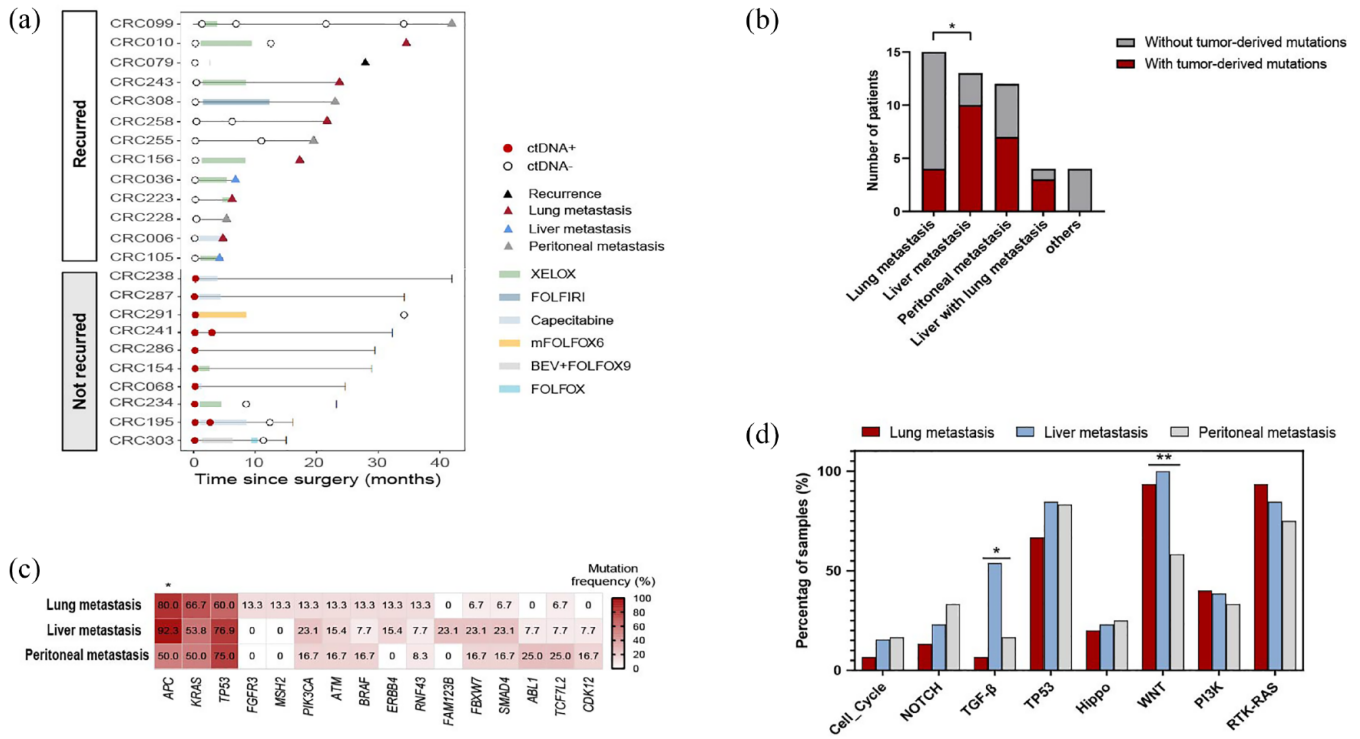 (a)
Recurred
CRC099
CRC010
CRC079
CRC243
CRC308
CRC258
CRC255
CRC156
CRC036
CRC223
CRC228
CRC006
CRC105
Not recurred
CRC238
CRC287
CRC291
CRC241
CRC286
CRC154
CRC068
CRC234
CRC195
CRC303
0 10 20 30 40
Time since surgery (months)
ctDNA+
ctDNA-
Recurrence
Lung metastasis
Liver metastasis
Peritoneal metastasis
XELOX
FOLFIRI
Capecitabine
mFOLFOX6
BEV+FOLFOX9
FOLFOX
(b)
Without tumor-derived mutations
With tumor-derived mutations
*
Number of patients
15
10
5
0
Lung metastasis
Liver metastasis
Peritoneal metastasis
Liver with lung metastasis
others
(c)
*
Mutation
frequency (%)
100
80
60
40
20
0
Lung metastasis 80.0 66.7 60.0 13.3 13.3 13.3 13.3 13.3 13.3 13.3 0 6.7 6.7 0 6.7 0
Liver metastasis 92.3 53.8 76.9 0 0 23.1 15.4 7.7 15.4 7.7 23.1 23.1 23.1 7.7 7.7 7.7
Peritoneal metastasis 50.0 50.0 75.0 0 0 16.7 16.7 16.7 0 8.3 0 16.7 16.7 25.0 25.0 16.7
APC KRAS TP53 FGFR3 MSH2 PIK3CA ATM BRAF ERBB4 RNF43 FAM123B FBXW7 SMAD4 ABL1 TCF7L2 CDK12
(d)
Lung metastasis Liver metastasis Peritoneal metastasis
Percentag of samples (%)
100
50
0
*
**
Cell_Cycle NOTCH TGF-β TP53 Hippo WNT PI3K RTK-RAS